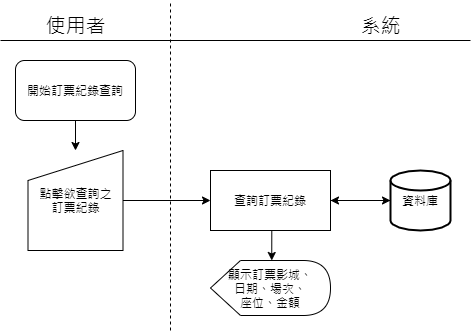 使用者
系統
開始訂票紀錄查詢
點擊欲查詢之
訂票紀錄
查詢訂票紀錄
資料庫
顯示訂票影城、
日期、場次、
座位、金額